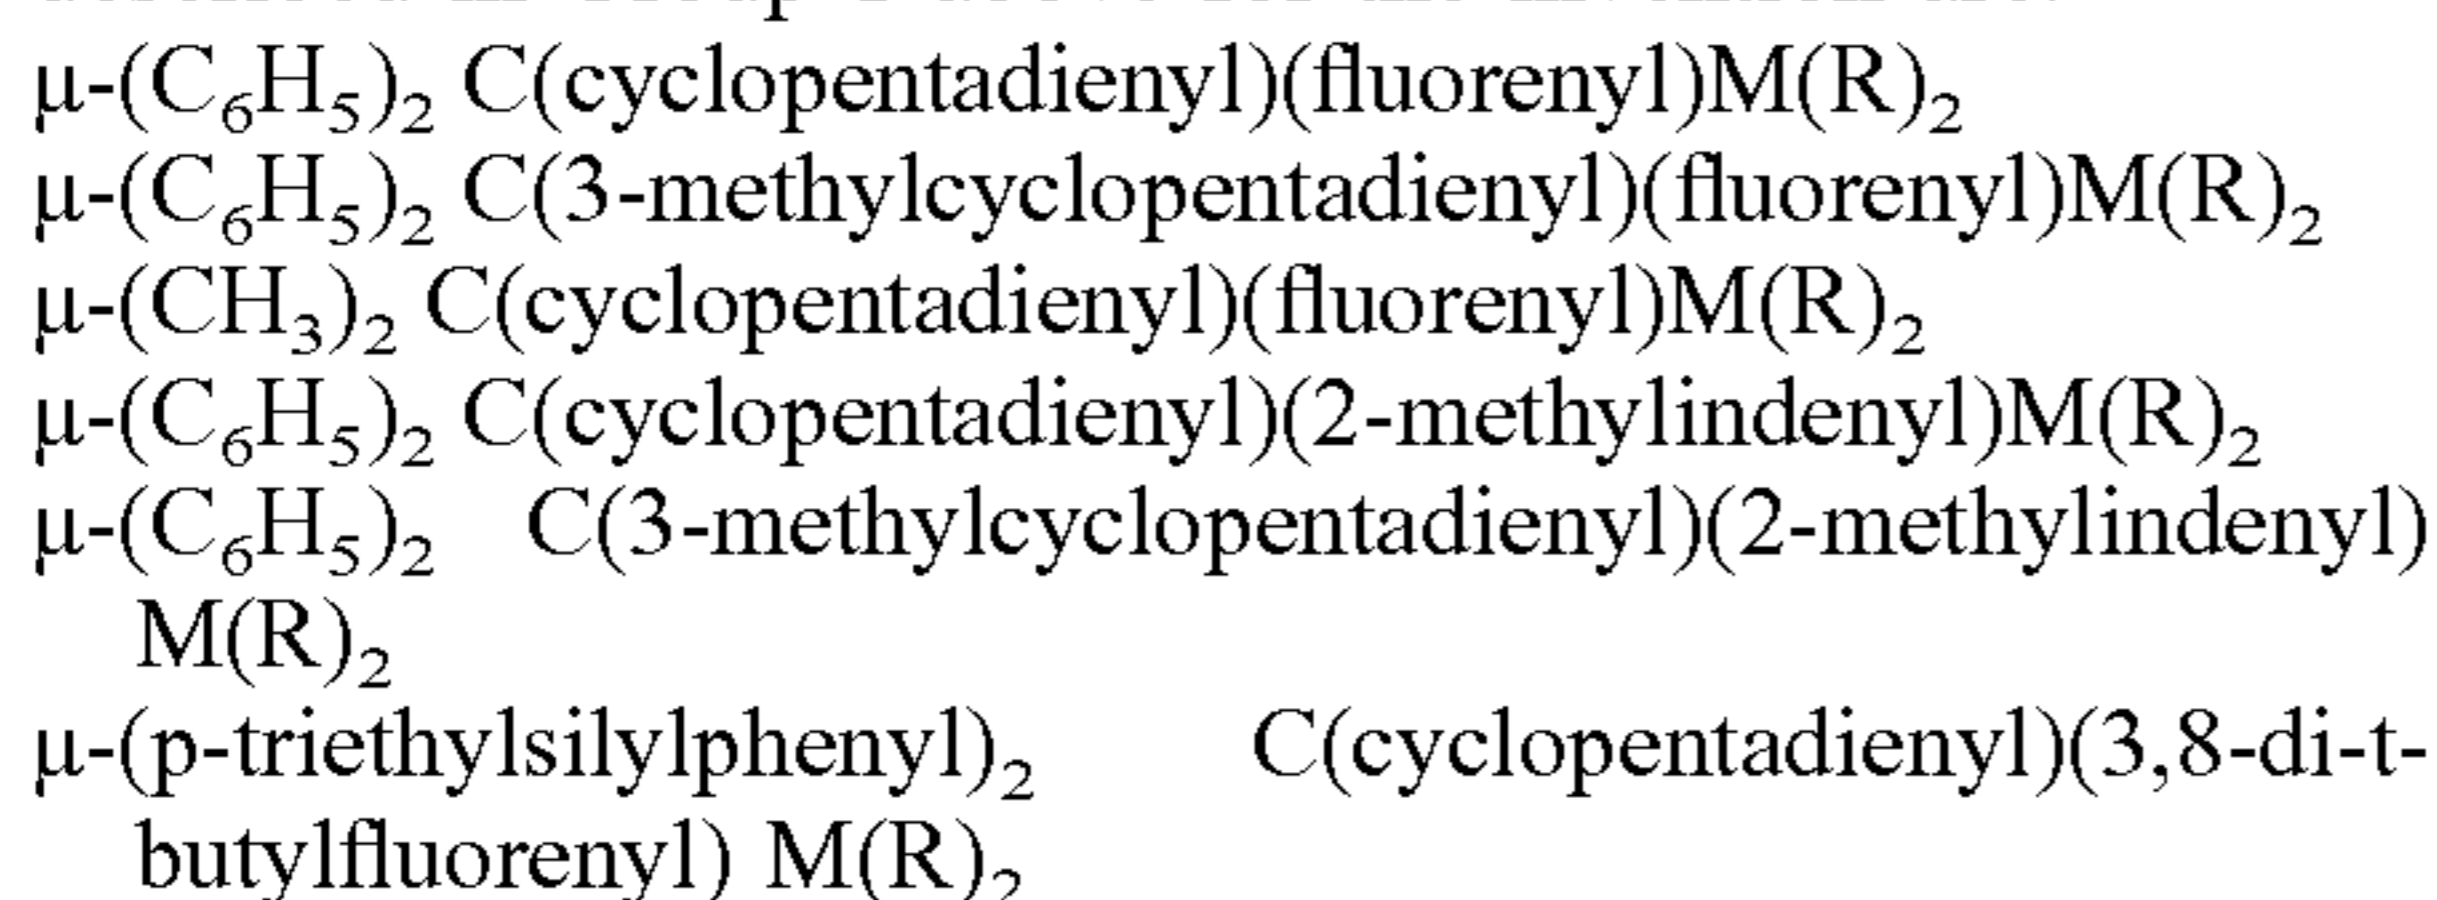 μ-(C₆H₅)₂ C(cyclopentadienyl)(fluorenyl)M(R)₂
μ-(C₆H₅)₂ C(3-methylcyclopentadienyl)(fluorenyl)M(R)₂
μ-(CH₃)₂ C(cyclopentadienyl)(fluorenyl)M(R)₂
μ-(C₆H₅)₂ C(cyclopentadienyl)(2-methylindenyl)M(R)₂
μ-(C₆H₅)₂ C(3-methylcyclopentadienyl)(2-methylindenyl)
M(R)₂
μ-(p-triethylsilylphenyl)₂ C(cyclopentadienyl)(3,8-di-t-
butylfluorenyl) M(R)₂